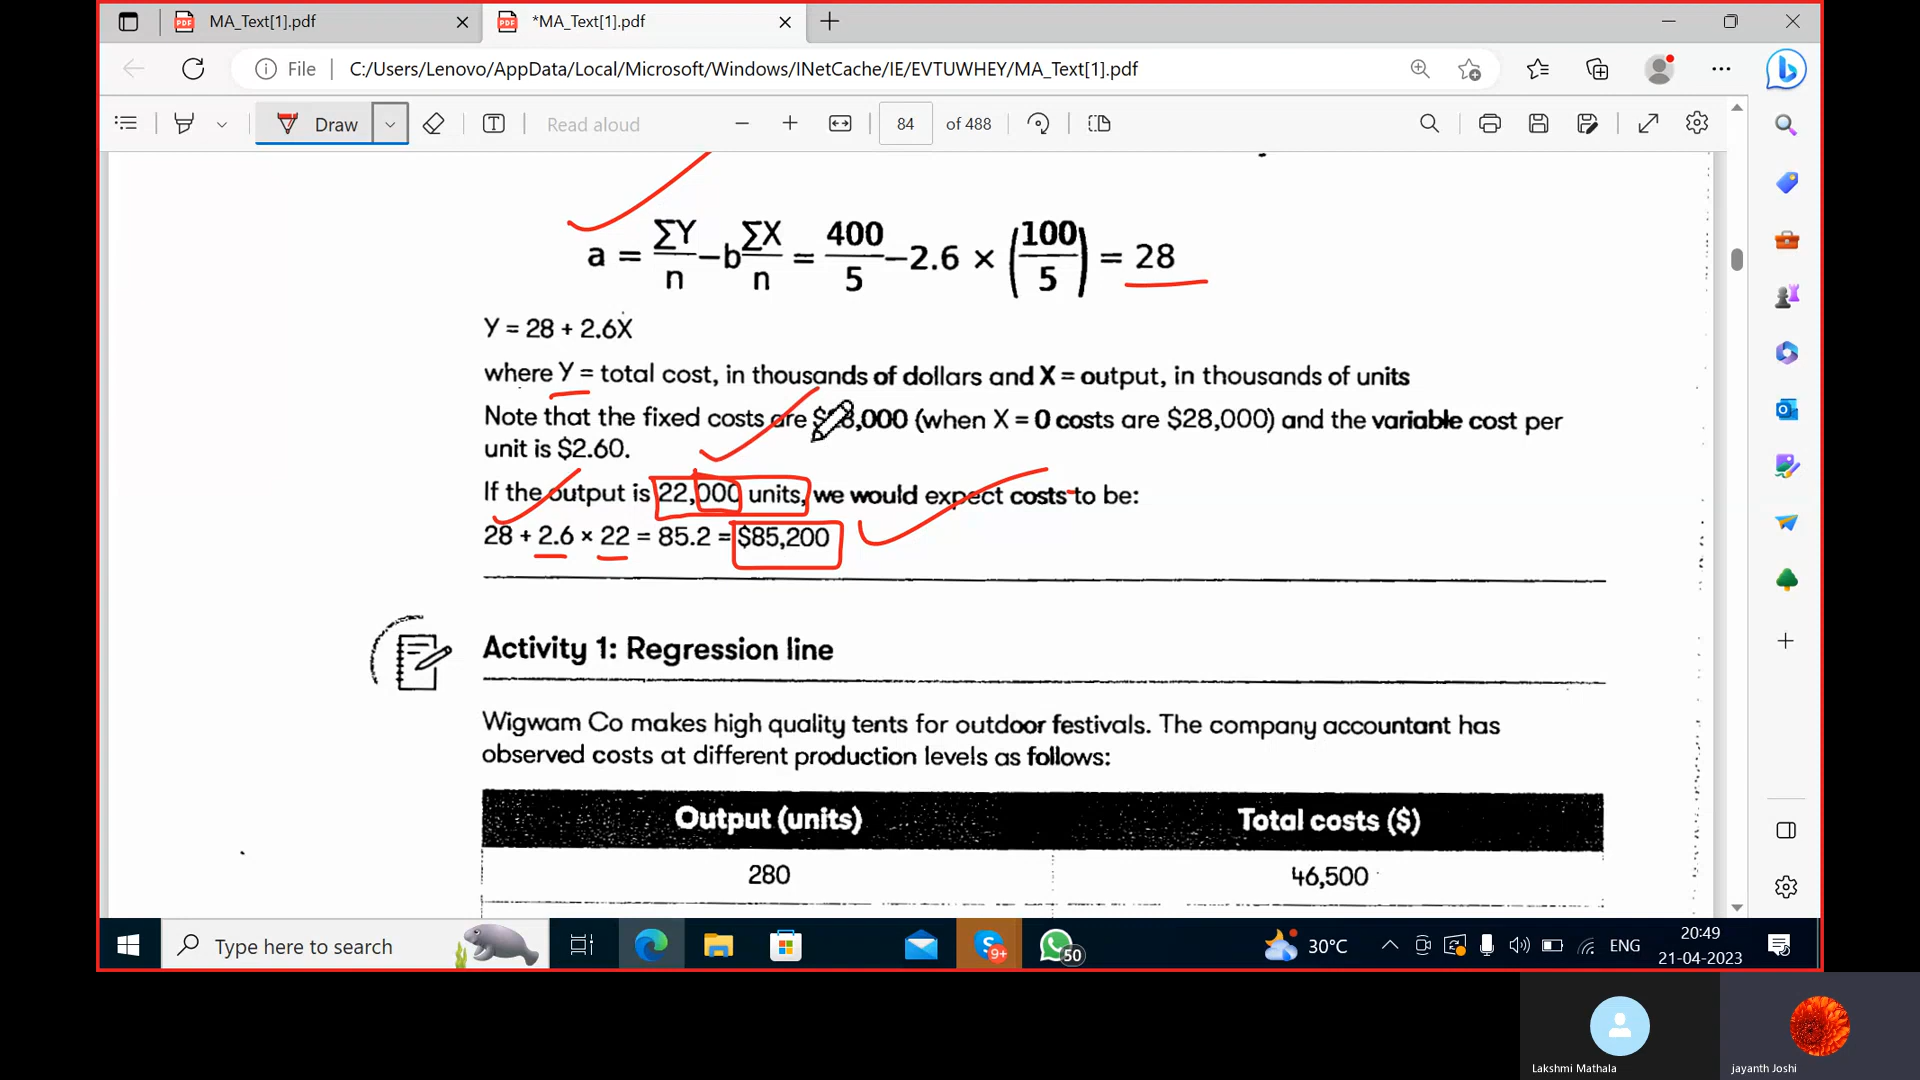 MA_Text[1].pdf
*MA_Text[1].pdf
File
C:/Users/Lenovo/AppData/Local/Microsoft/Windows/INetCache/IE/EVTUWHEY/MA_Text[1].pdf
Draw
Read aloud
84
of 488
a = ΣY/n – b ΣX/n = 400/5 – 2.6 × (100/5) = 28
Y = 28 + 2.6X
where Y = total cost, in thousands of dollars and X = output, in thousands of units
Note that the fixed costs are $28,000 (when X = 0 costs are $28,000) and the variable cost per
unit is $2.60.
If the output is 22,000 units, we would expect costs to be:
28 + 2.6 × 22 = 85.2 = $85,200
Activity 1: Regression line
Wigwam Co makes high quality tents for outdoor festivals. The company accountant has
observed costs at different production levels as follows:
Output (units)
Total costs ($)
280
46,500
Type here to search
9+
50
30°C
ENG
20:49
21-04-2023
Lakshmi Mathala
jayanth Joshi